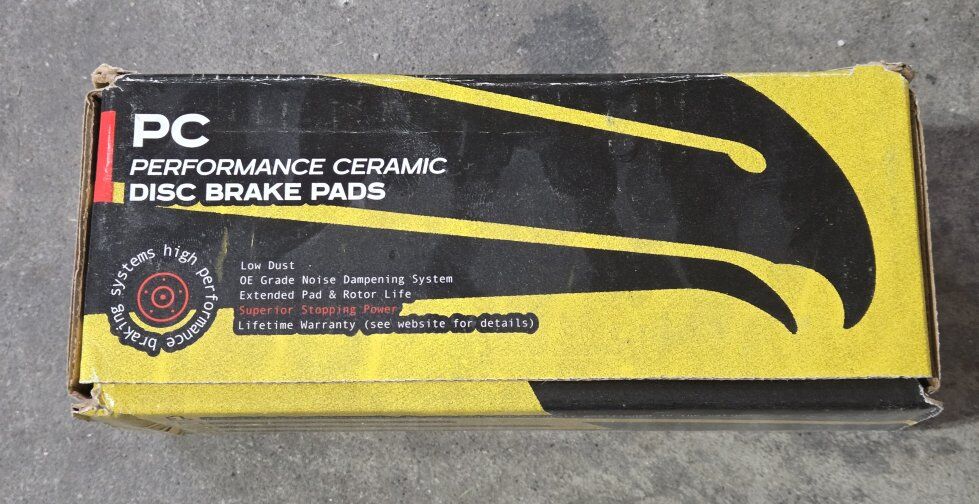 PC
PERFORMANCE CERAMIC
DISC BRAKE PADS
systems high performance braking
Low Dust
OE Grade Noise Dampening System
Extended Pad & Rotor Life
Superior Stopping Power
Lifetime Warranty (see website for details)